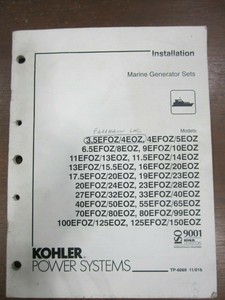 Installation
Marine Generator Sets
Models:
3.5EFOZ/4EOZ, 4EFOZ/5EOZ
6.5EFOZ/8EOZ, 9EFOZ/10EOZ
11EFOZ/13EOZ, 11.5EFOZ/14EOZ
13EFOZ/15.5EOZ, 16EFOZ/20EOZ
17.5EFOZ/20EOZ, 19EFOZ/23EOZ
20EFOZ/24EOZ, 23EFOZ/28EOZ
27EFOZ/32EOZ, 33EFOZ/40EOZ
40EFOZ/50EOZ, 55EFOZ/65EOZ
70EFOZ/80EOZ, 80EFOZ/99EOZ
100EFOZ/125EOZ, 125EFOZ/150EOZ
ISO 9001
KOHLER
POWER SYSTEMS